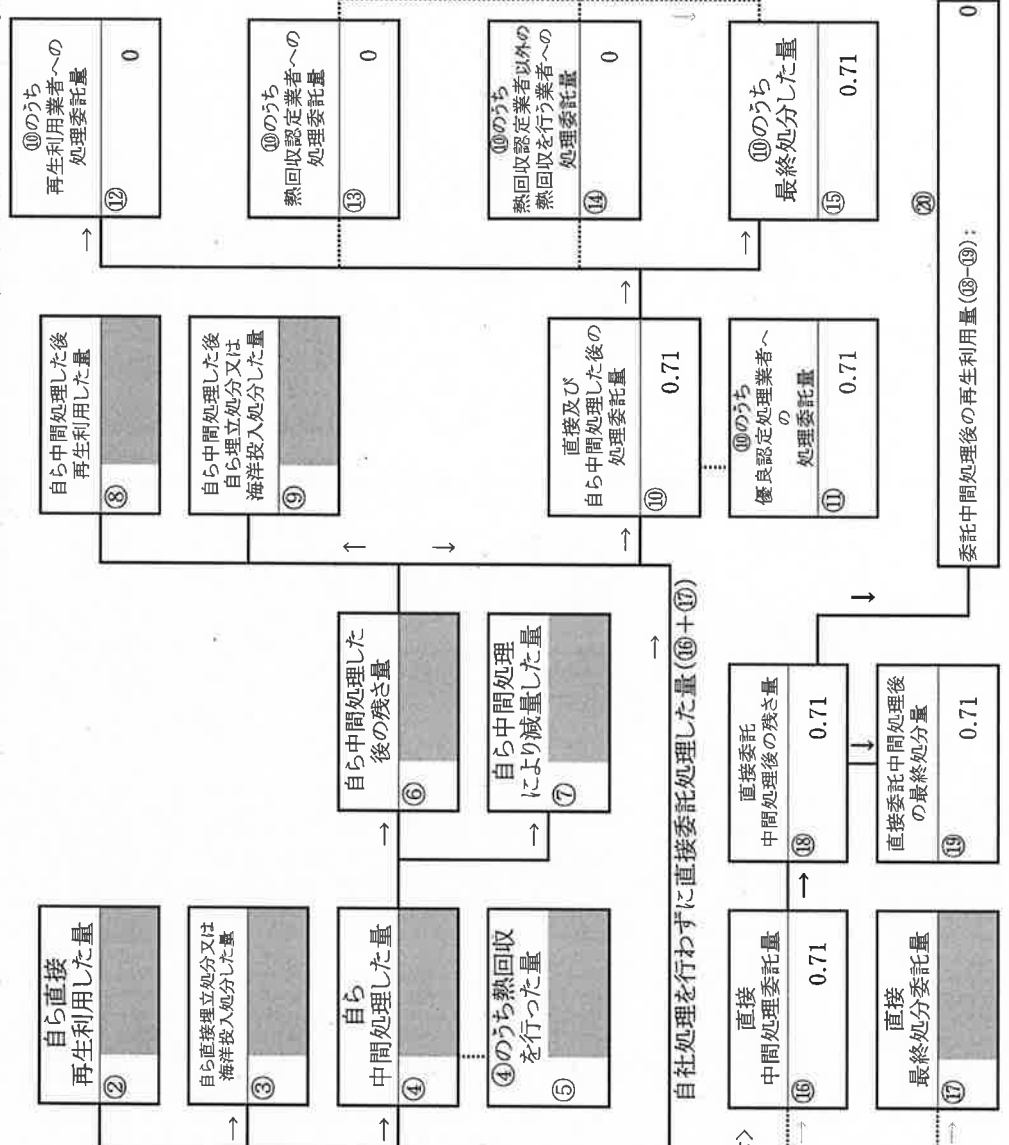 自ら直接
再生利用した量
②
自ら直接埋立処分又は
海洋投入処分した量
③
自ら
中間処理した量
④
④のうち熱回収
を行った量
⑤
自ら中間処理した
後の残さ量
⑥
自ら中間処理
により減量した量
⑦
自ら中間処理した後
再生利用した量
⑧
自ら中間処理した後
自ら埋立処分又は
海洋投入処分した量
⑨
直接及び
自ら中間処理した後の
処理委託量
⑩ 0.71
⑩のうち
優良認定処理業者へ
の
処理委託量
⑪ 0.71
⑩のうち
再生利用業者への
処理委託量
⑫ 0
⑩のうち
熱回収認定業者への
処理委託量
⑬ 0
⑩のうち
熱回収認定業者以外の
熱回収を行う業者への
処理委託量
⑭ 0
⑩のうち
最終処分した量
⑮ 0.71
自社処理を行わずに直接委託処理した量(⑯+⑰)
直接
中間処理委託量
⑯ 0.71
直接
最終処分委託量
⑰
直接委託
中間処理後の残さ量
⑱ 0.71
直接委託中間処理後
の最終処分量
⑲ 0.71
⑳
委託中間処理後の再生利用量(⑱-⑲): 0